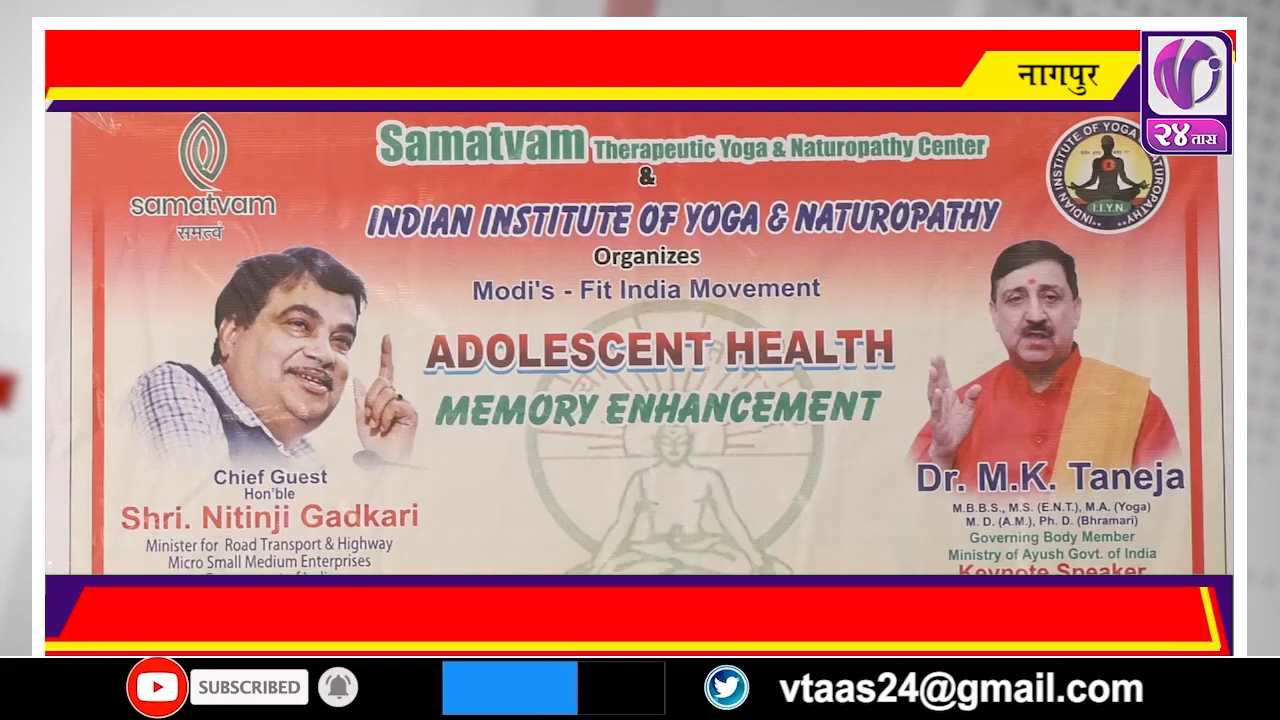 नागपुर
२४ तास
Samatvam Therapeutic Yoga & Naturopathy Center
&
INDIAN INSTITUTE OF YOGA & NATUROPATHY
Organizes
Modi's - Fit India Movement
ADOLESCENT HEALTH
MEMORY ENHANCEMENT
samatvam
समत्वं
INDIAN INSTITUTE OF YOGA
NATUROPATHY
I.I.Y.N.
Chief Guest
Hon'ble
Shri. Nitinji Gadkari
Minister for Road Transport & Highway
Micro Small Medium Enterprises
Dr. M.K. Taneja
M.B.B.S., M.S. (E.N.T.), M.A. (Yoga)
M. D. (A.M.), Ph. D. (Bhramari)
Governing Body Member
Ministry of Ayush Govt. of India
Keynote Speaker
SUBSCRIBED
vtaas24@gmail.com